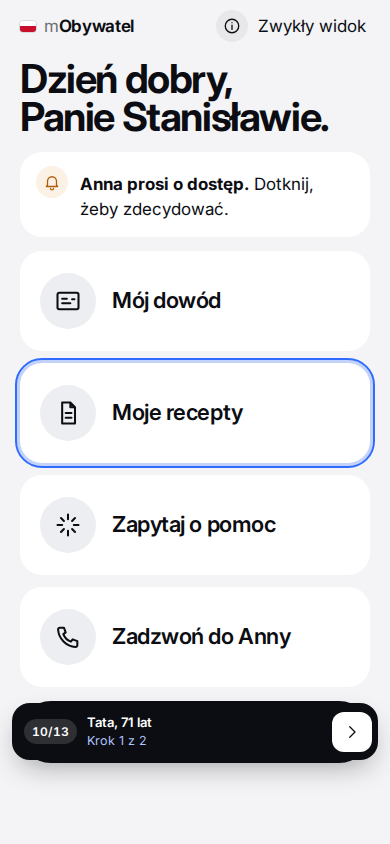 mObywatel
Zwykły widok
Dzień dobry,
Panie Stanisławie.
Anna prosi o dostęp. Dotknij,
żeby zdecydować.
Mój dowód
Moje recepty
Zapytaj o pomoc
Zadzwoń do Anny
10/13
Tata, 71 lat
Krok 1 z 2